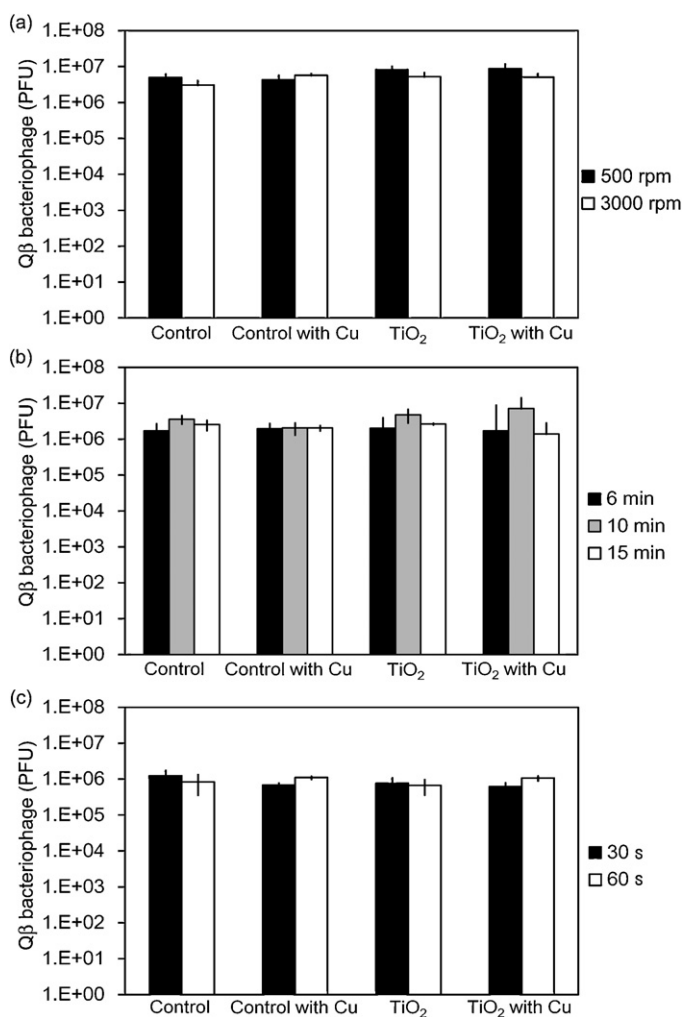 (a)
1.E+08
1.E+07
1.E+06
1.E+05
1.E+04
1.E+03
1.E+02
1.E+01
1.E+00
Qβ bacteriophage (PFU)
Control Control with Cu TiO₂ TiO₂ with Cu
500 rpm
3000 rpm
(b)
1.E+08
1.E+07
1.E+06
1.E+05
1.E+04
1.E+03
1.E+02
1.E+01
1.E+00
Qβ bacteriophage (PFU)
Control Control with Cu TiO₂ TiO₂ with Cu
6 min
10 min
15 min
(c)
1.E+08
1.E+07
1.E+06
1.E+05
1.E+04
1.E+03
1.E+02
1.E+01
1.E+00
Qβ bacteriophage (PFU)
Control Control with Cu TiO₂ TiO₂ with Cu
30 s
60 s